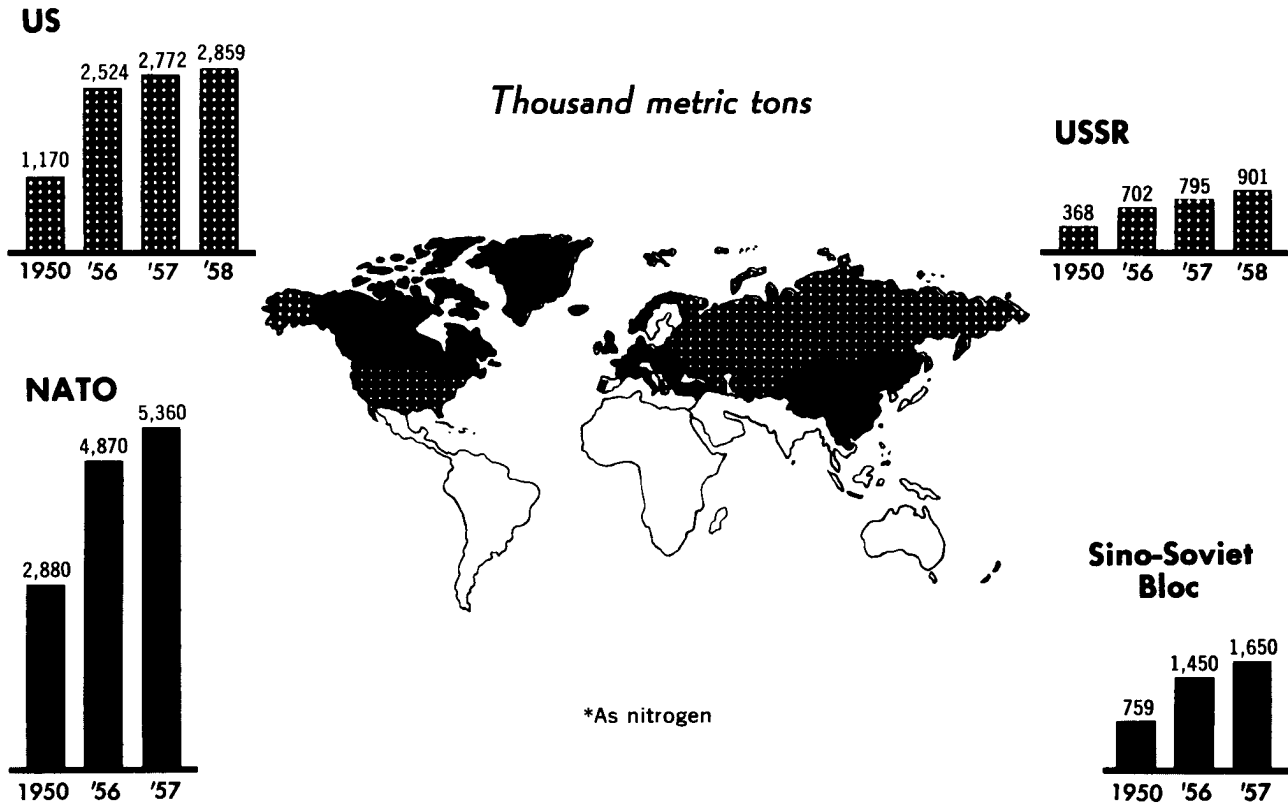 US
2,859
2,772
2,524
1,170
1950 '56 '57 '58
Thousand metric tons
USSR
901
795
702
368
1950 '56 '57 '58
NATO
5,360
4,870
2,880
1950 '56 '57
*As nitrogen
Sino-Soviet
Bloc
1,650
1,450
759
1950 '56 '57